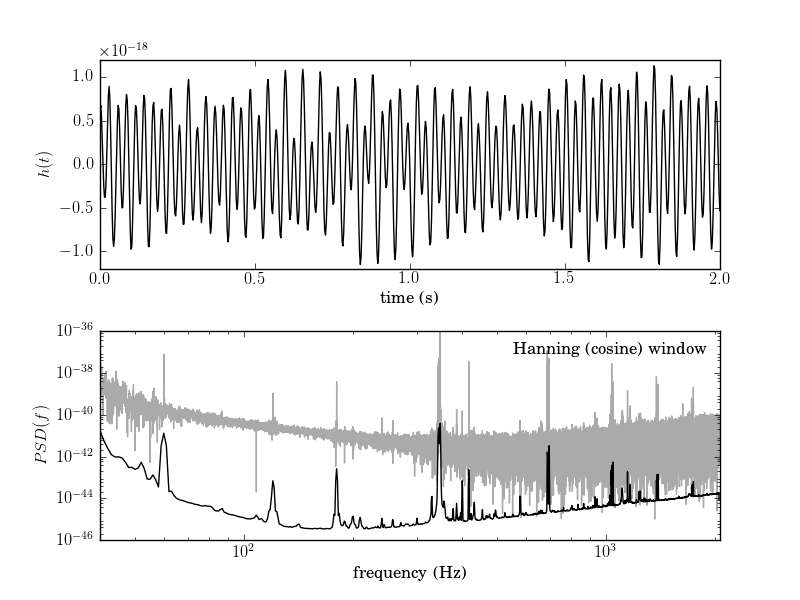 ×10⁻¹⁸
1.0
0.5
0.0
−0.5
−1.0
h(t)
0.0 0.5 1.0 1.5 2.0
time (s)
Hanning (cosine) window
10⁻³⁶
10⁻³⁸
10⁻⁴⁰
10⁻⁴²
10⁻⁴⁴
10⁻⁴⁶
PSD(f)
10² 10³
frequency (Hz)